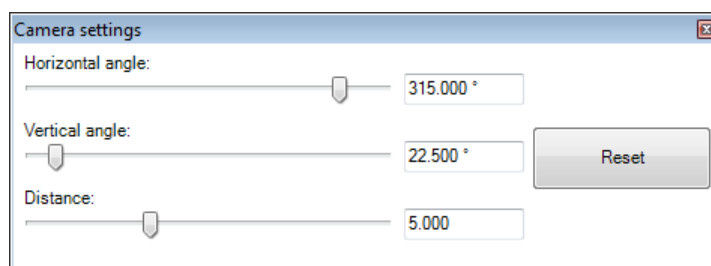 Camera settings
Horizontal angle:
315.000 °
Vertical angle:
22.500 °
Reset
Distance:
5.000